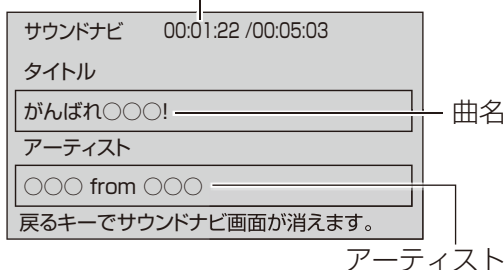 サウンドナビ 00:01:22 /00:05:03
タイトル
がんばれ○○○!
曲名
アーティスト
○○○ from ○○○
戻るキーでサウンドナビ画面が消えます。
アーティスト